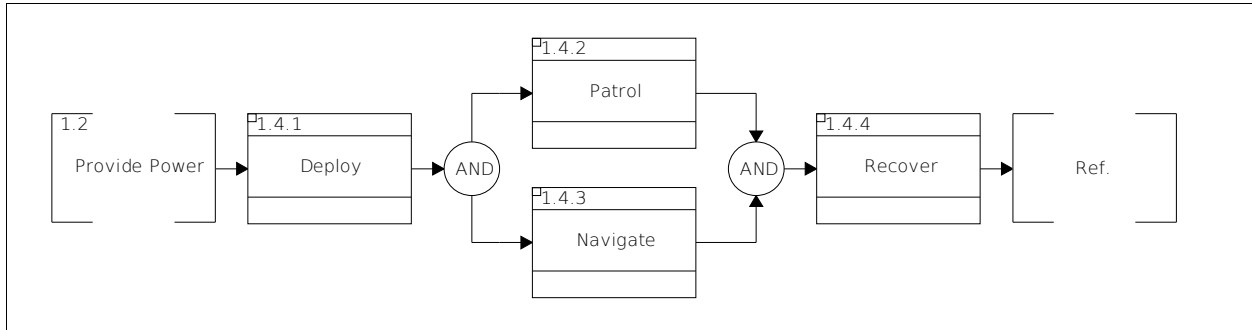 1.2
Provide Power
1.4.1
Deploy
AND
1.4.2
Patrol
1.4.3
Navigate
AND
1.4.4
Recover
Ref.